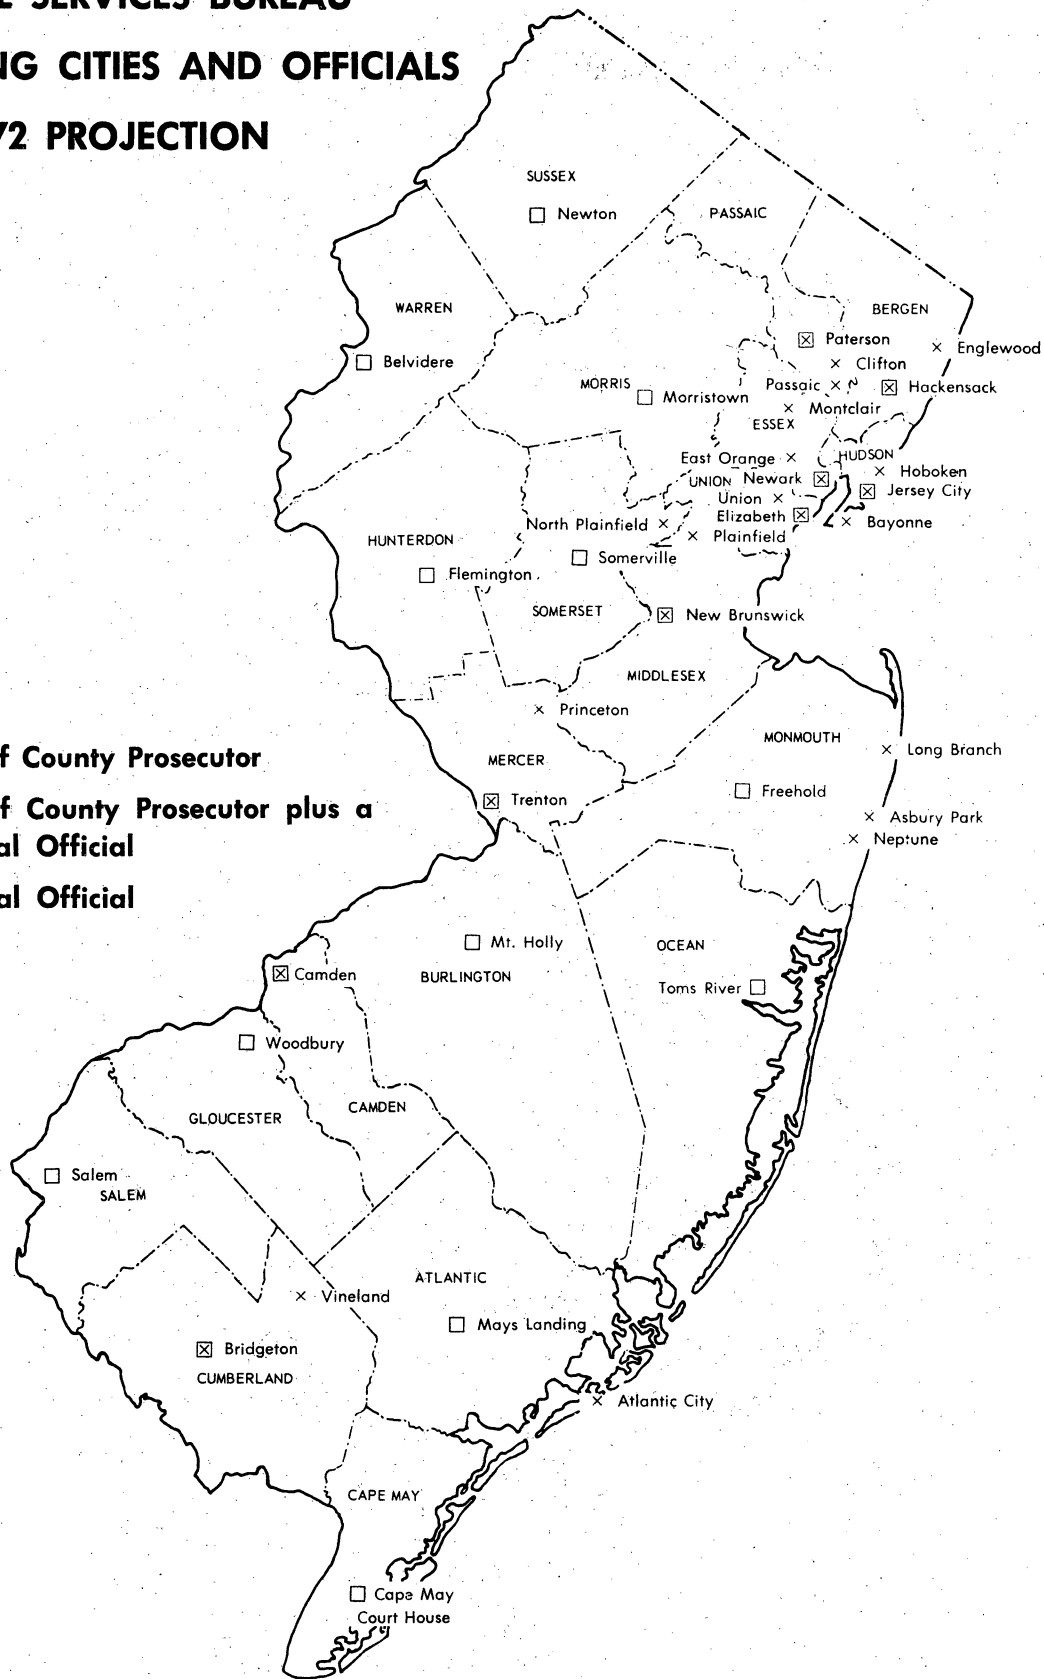 SERVICES BUREAU
CITIES AND OFFICIALS
PROJECTION
SUSSEX
Newton
PASSAIC
WARREN
BERGEN
Paterson
Englewood
Belvidere
Clifton
MORRIS
Passaic
Hackensack
Morristown
Montclair
ESSEX
East Orange
HUDSON
Hoboken
UNION
Newark
Jersey City
Union
Elizabeth
Bayonne
North Plainfield
Plainfield
HUNTERDON
Somerville
Flemington
SOMERSET
New Brunswick
MIDDLESEX
Princeton
MONMOUTH
Long Branch
County Prosecutor
MERCER
Freehold
County Prosecutor plus a
Trenton
Asbury Park
Official
Neptune
Official
Mt. Holly
OCEAN
Camden
BURLINGTON
Toms River
Woodbury
CAMDEN
GLOUCESTER
Salem
SALEM
ATLANTIC
Vineland
Mays Landing
Bridgeton
CUMBERLAND
Atlantic City
CAPE MAY
Cape May
Court House